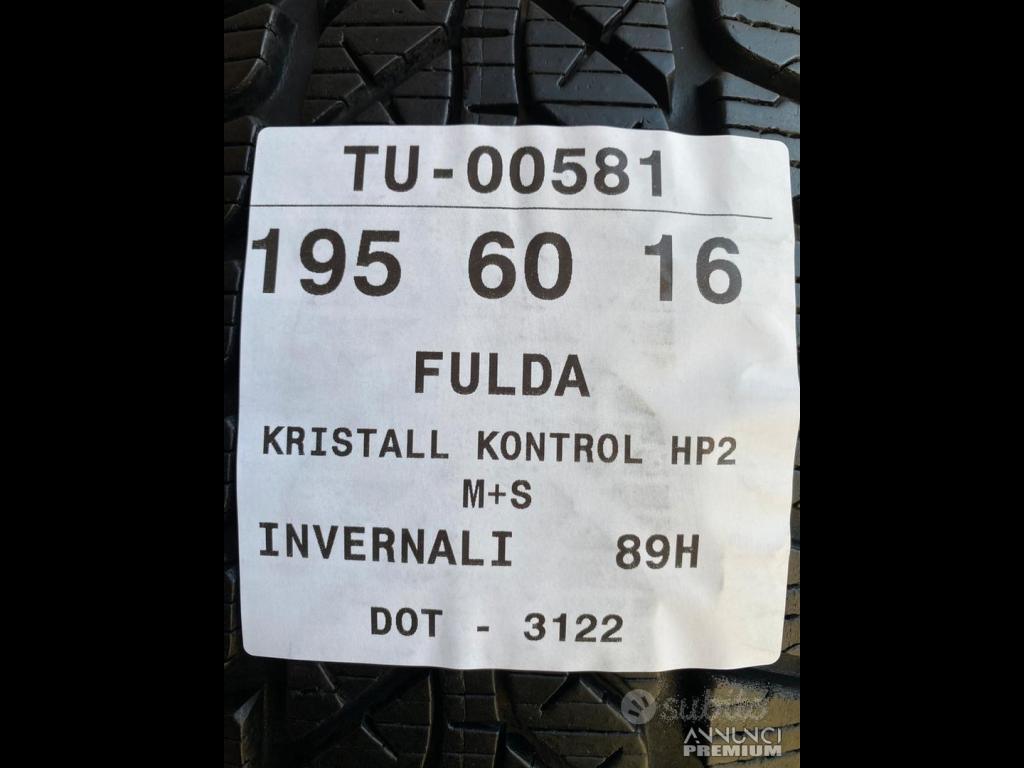 TU-00581
195 60 16
FULDA
KRISTALL KONTROL HP2
M+S
INVERNALI 89H
DOT - 3122
subito
ANNUNCI
PREMIUM